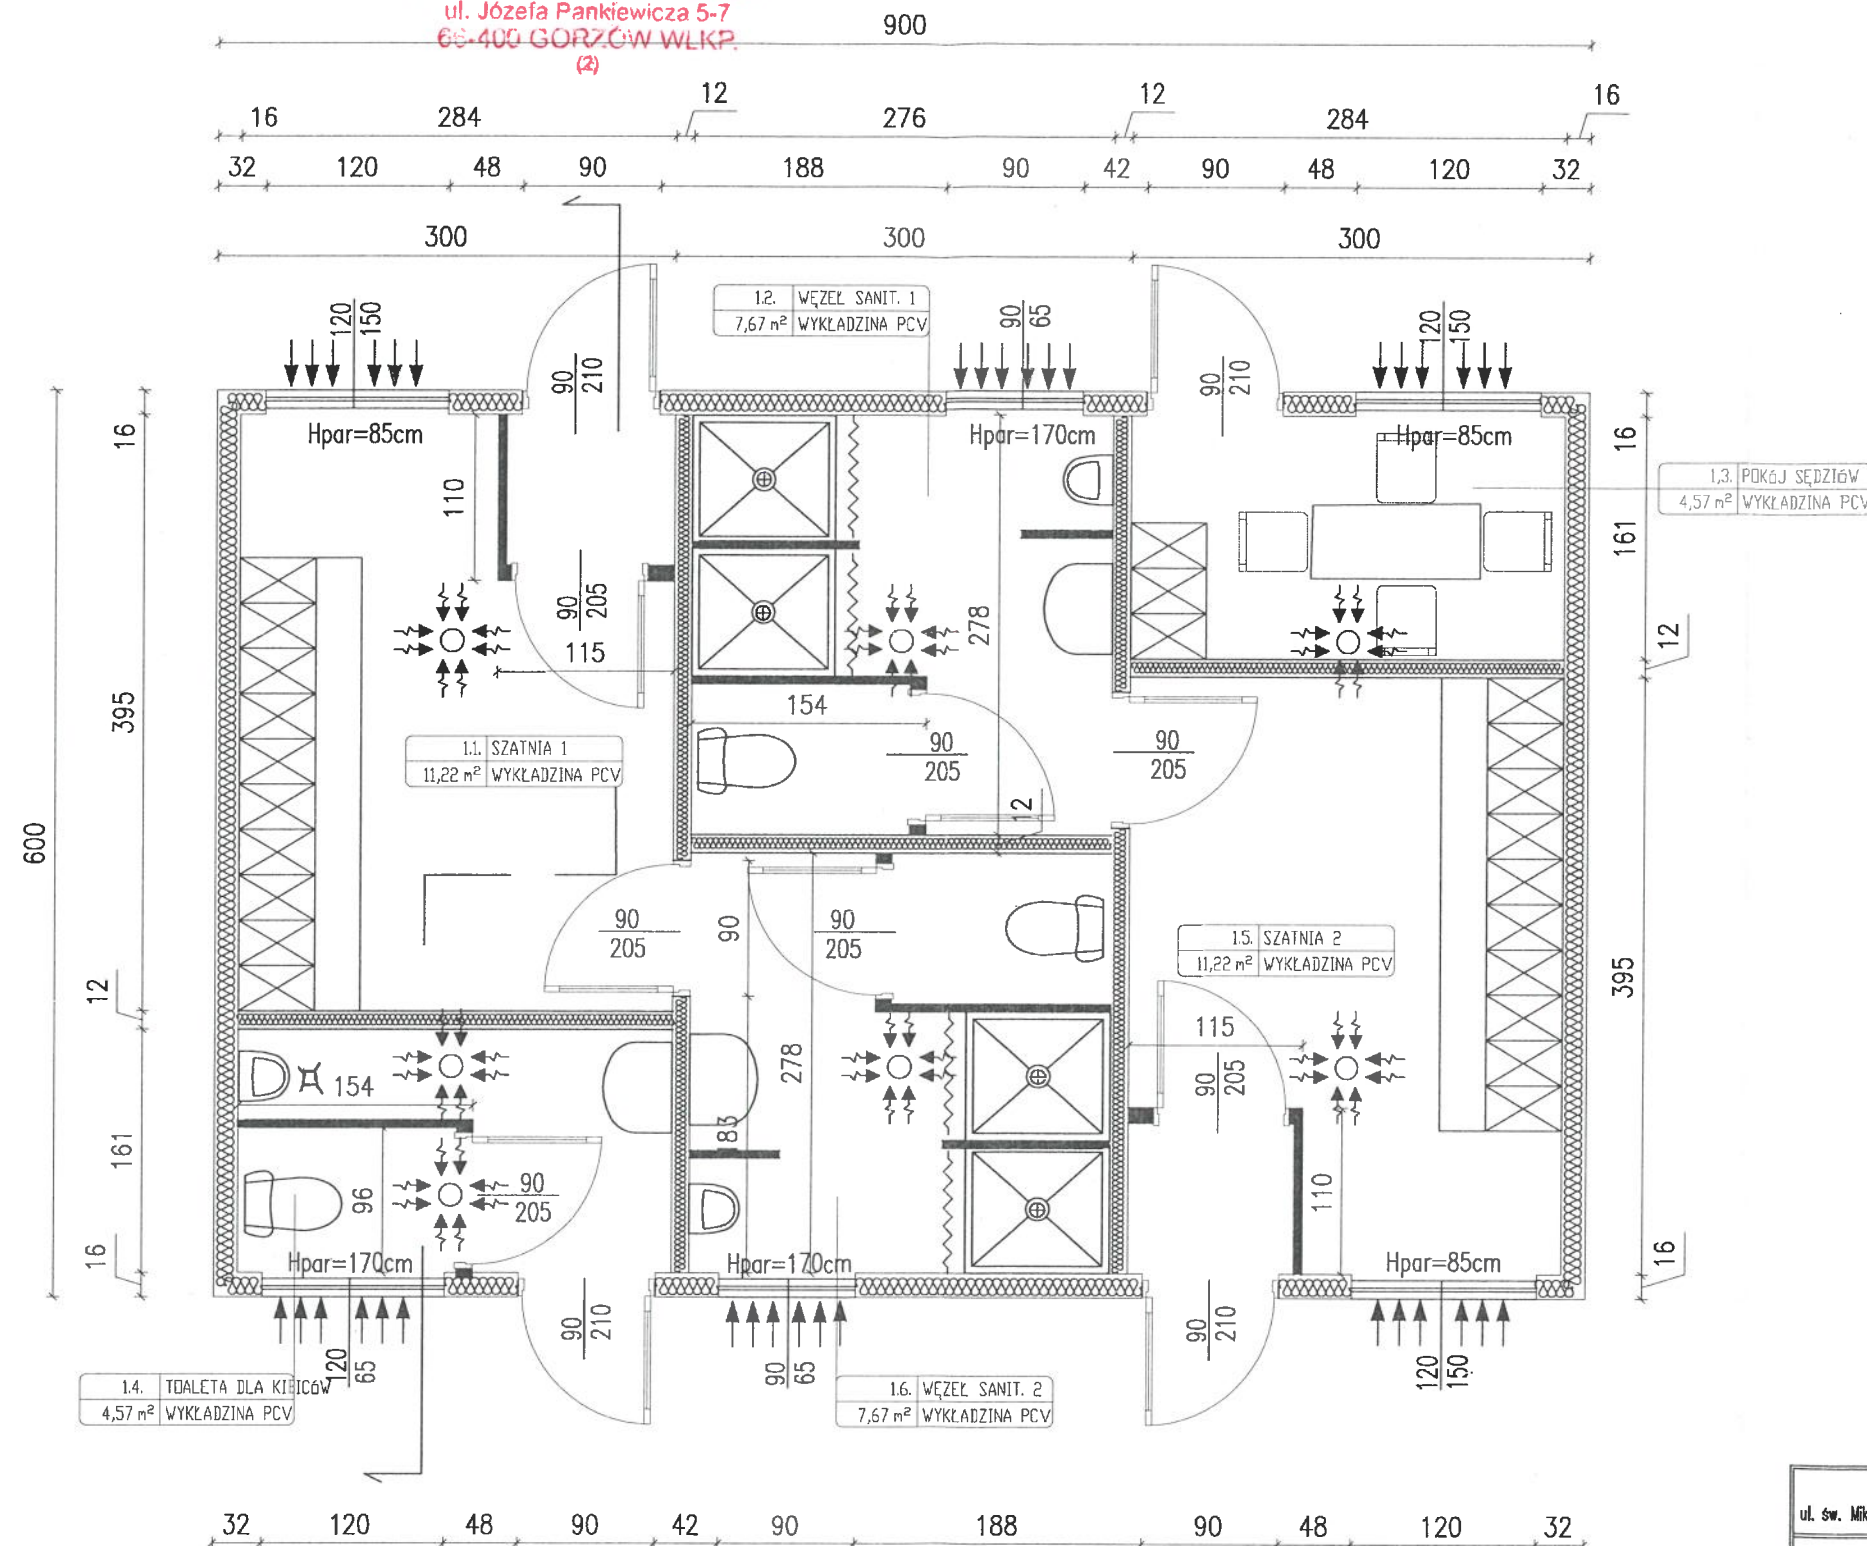 ul. Józefa Pankiewicza 5-7
66-400 GORZÓW WLKP.
(2)
900
16 284 12 276 12 284 16
32 120 48 90 188 90 42 90 48 120 32
300 300 300
1.2. WĘZEŁ SANIT. 1
7,67 m² WYKŁADZINA PCV
120 150
90 210
90 65
90 210
120 150
Hpar=85cm
Hpar=170cm
Hpar=85cm
16
110
16
1,3. POKóJ SĘDZIóW
4,57 m² WYKŁADZINA PCV
161
90 205
115
278
12
395
154
1.1. SZATNIA 1
11,22 m² WYKŁADZINA PCV
90 205
90 205
12
600
90 205
90
90 205
1.5. SZATNIA 2
11,22 m² WYKŁADZINA PCV
395
12
115
90 205
278
154
83
161
96
90 205
110
16
Hpar=170cm
Hpar=170cm
Hpar=85cm
16
90 210
90 210
120 65
90 65
120 150
1.4. TOALETA DLA KIBICóW
4,57 m² WYKŁADZINA PCV
1.6. WĘZEŁ SANIT. 2
7,67 m² WYKŁADZINA PCV
32 120 48 90 42 90 188 90 48 120 32
ul. św. Mik